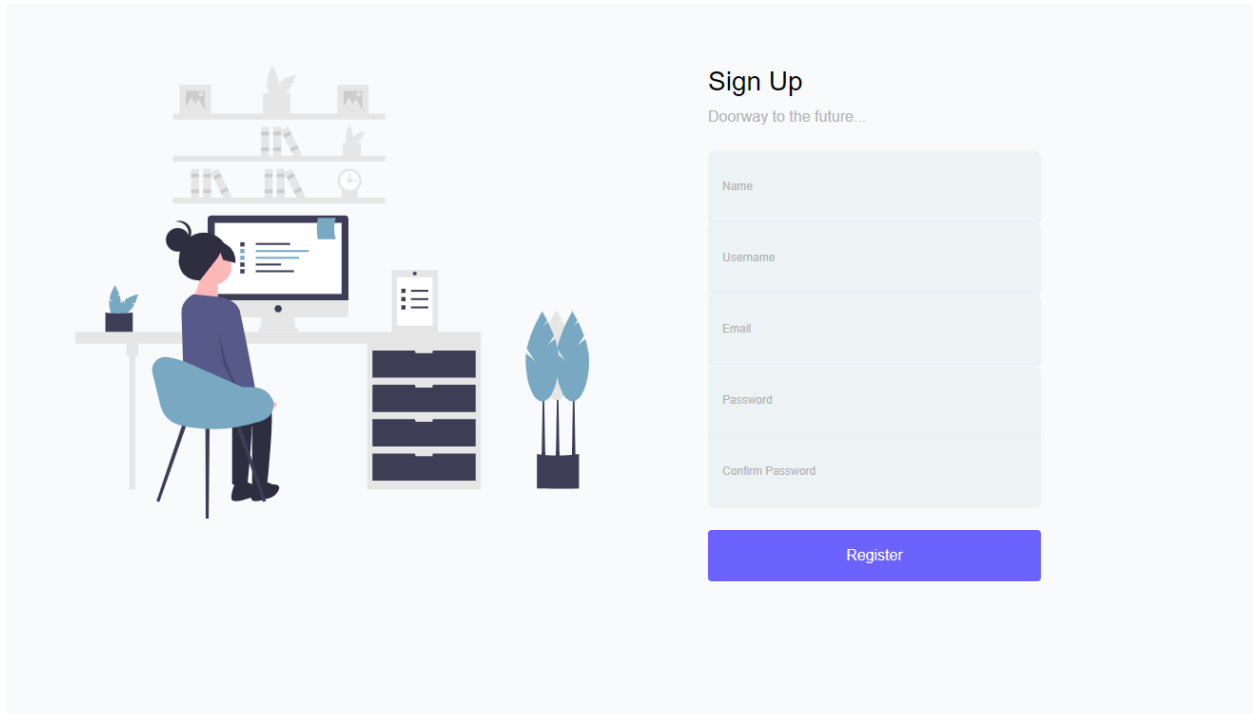 Sign Up
Doorway to the future...
Name
Username
Email
Password
Confirm Password
Register